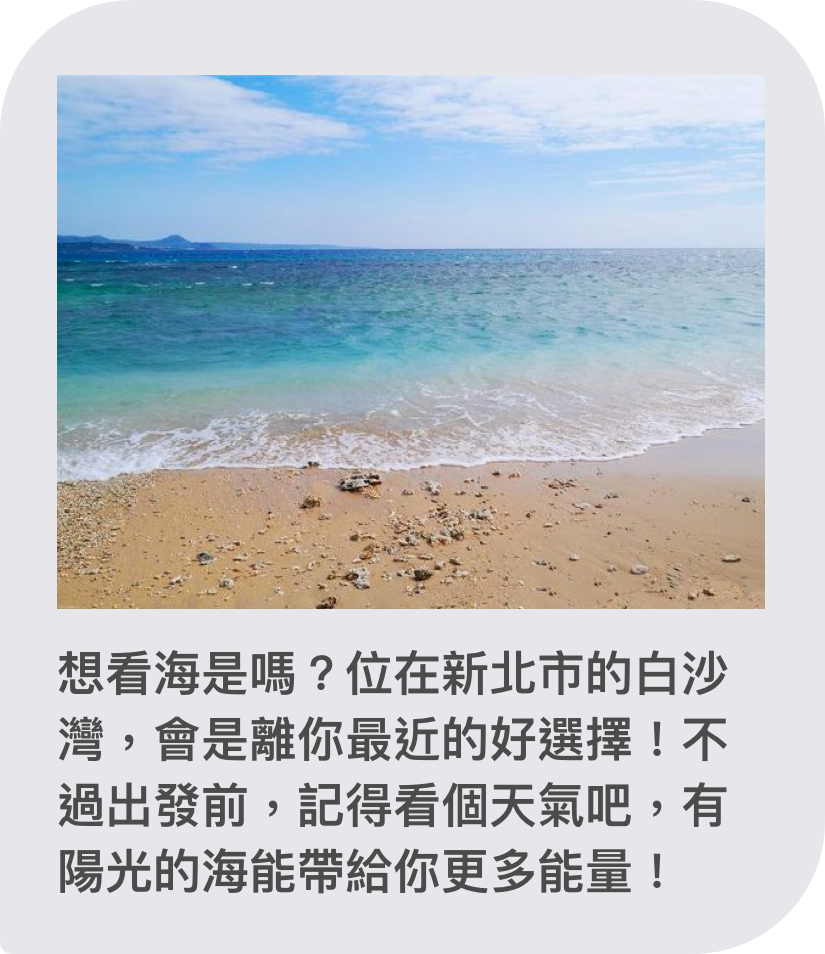 想看海是嗎？位在新北市的白沙
灣，會是離你最近的好選擇！不
過出發前，記得看個天氣吧，有
陽光的海能帶給你更多能量！